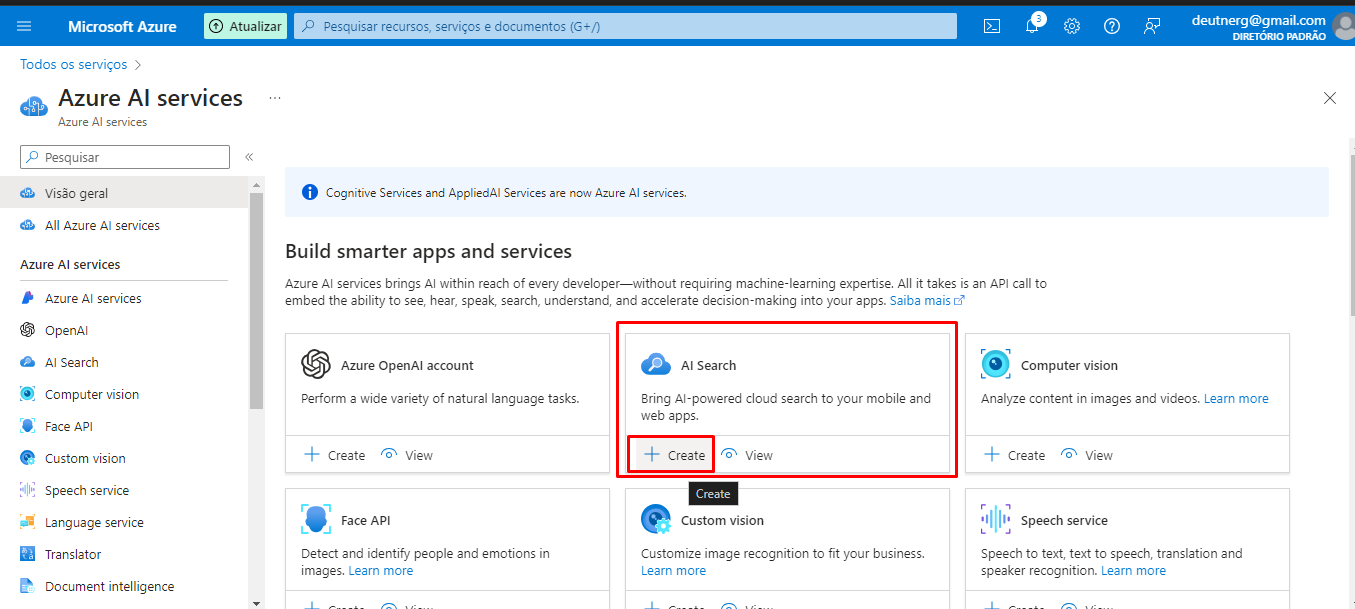 Microsoft Azure
Atualizar
Pesquisar recursos, serviços e documentos (G+/)
3
deutnerg@gmail.com
DIRETÓRIO PADRÃO
Todos os serviços
Azure AI services
...
Azure AI services
Pesquisar
«
Visão geral
All Azure AI services
Azure AI services
Azure AI services
OpenAI
AI Search
Computer vision
Face API
Custom vision
Speech service
Language service
Translator
Document intelligence
Cognitive Services and AppliedAI Services are now Azure AI services.
Build smarter apps and services
Azure AI services brings AI within reach of every developer—without requiring machine-learning expertise. All it takes is an API call to
embed the ability to see, hear, speak, search, understand, and accelerate decision-making into your apps. Saiba mais
Azure OpenAI account
Perform a wide variety of natural language tasks.
Create View
AI Search
Bring AI-powered cloud search to your mobile and
web apps.
Create View
Create
Computer vision
Analyze content in images and videos. Learn more
Create View
Face API
Detect and identify people and emotions in
images. Learn more
Create View
Custom vision
Customize image recognition to fit your business.
Learn more
Create View
Speech service
Speech to text, text to speech, translation and
speaker recognition. Learn more
Create View